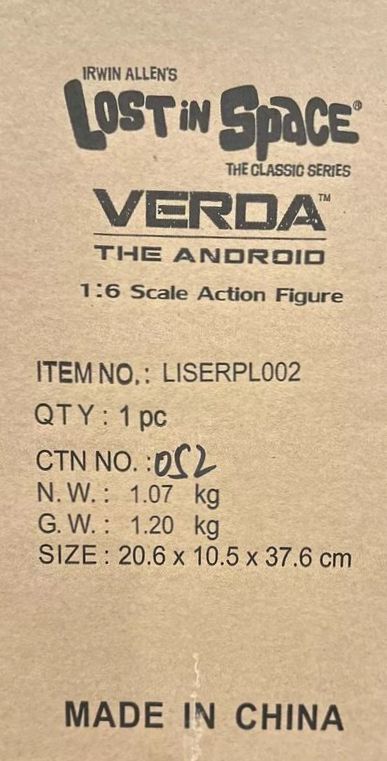 IRWIN ALLEN'S
LOST IN SPACE®
THE CLASSIC SERIES
VERDA™
THE ANDROID
1:6 Scale Action Figure
ITEM NO.: LISERPL002
QTY: 1 pc
CTN NO.: 052
N.W.: 1.07 kg
G.W.: 1.20 kg
SIZE: 20.6 x 10.5 x 37.6 cm
MADE IN CHINA